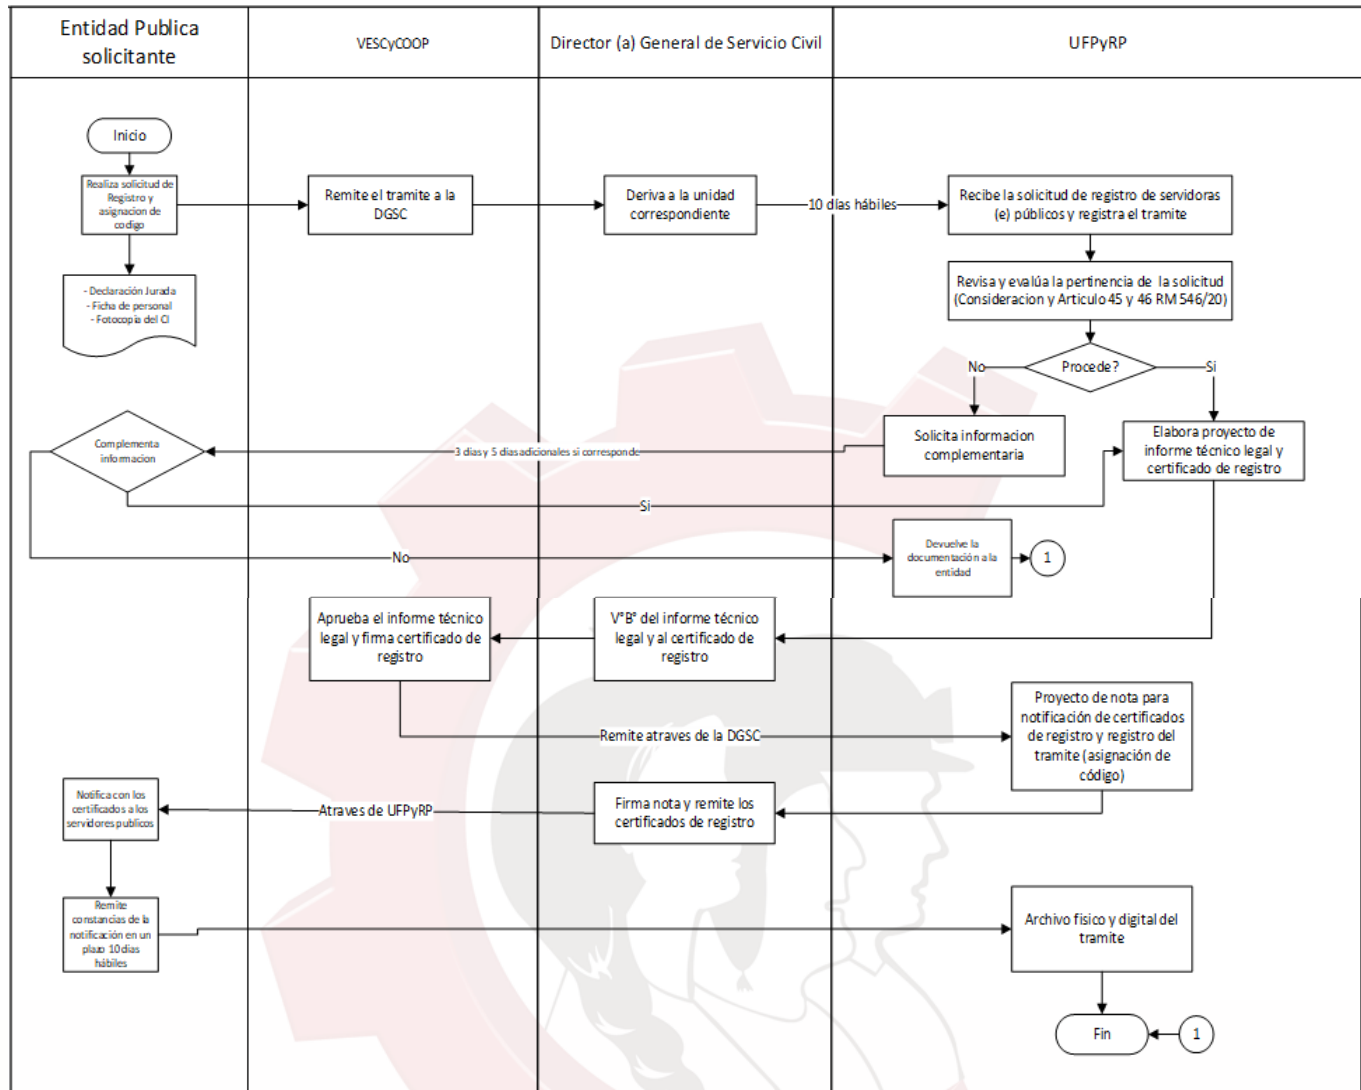 Entidad Publica
solicitante
VESCyCOOP
Director (a) General de Servicio Civil
UFPyRP
Inicio
Realiza solicitud de
Registro y
asignacion de
codigo
Remite el tramite a la
DGSC
Deriva a la unidad
correspondiente
10 días hábiles
Recibe la solicitud de registro de servidoras
(e) públicos y registra el tramite
- Declaración Jurada
- Ficha de personal
- Fotocopía del CI
Revisa y evalúa la pertinencia de la solicitud
(Consideracion y Articulo 45 y 46 RM 546/20)
No
Procede?
Si
Complementa
informacion
3 días y 5 días adicionales si corresponde
Solicita informacion
complementaria
Elabora proyecto de
informe técnico legal y
certificado de registro
Si
No
Devuelve la
documentación a la
entidad
1
Aprueba el informe técnico
legal y firma certificado de
registro
V°B° del informe técnico
legal y al certificado de
registro
Remite atraves de la DGSC
Proyecto de nota para
notificación de certificados
de registro y registro del
tramite (asignación de
código)
Notifica con los
certificados a los
servidores publicos
Atraves de UFPyRP
Firma nota y remite los
certificados de registro
Remite
constancias de la
notificación en un
plazo 10 dias
hábiles
Archivo físico y digital del
tramite
Fin
1